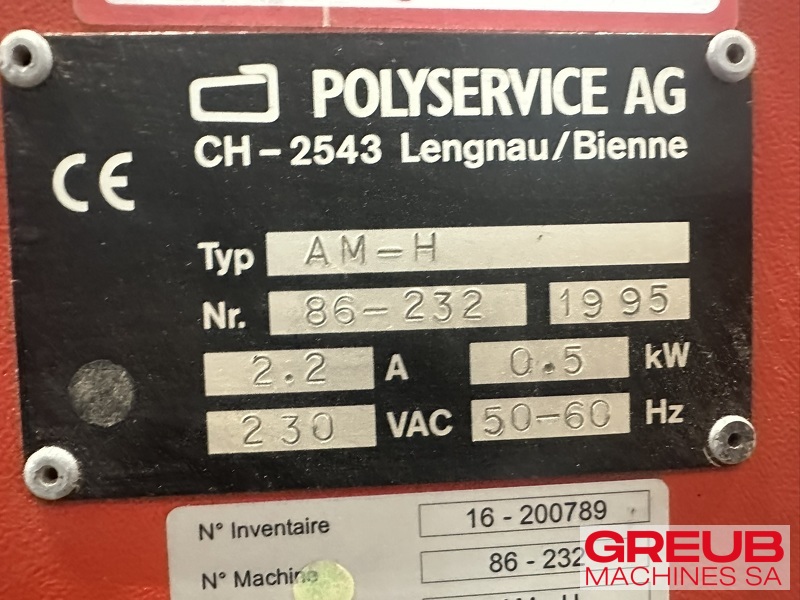 POLYSERVICE AG
CH-2543 Lengnau/Bienne
CE
Typ AM-H
Nr. 86-232 1995
2.2 A 0.5 kW
230 VAC 50-60 Hz
N° Inventaire 16 - 200789
N° Machine 86 - 232
GREUB
MACHINES SA